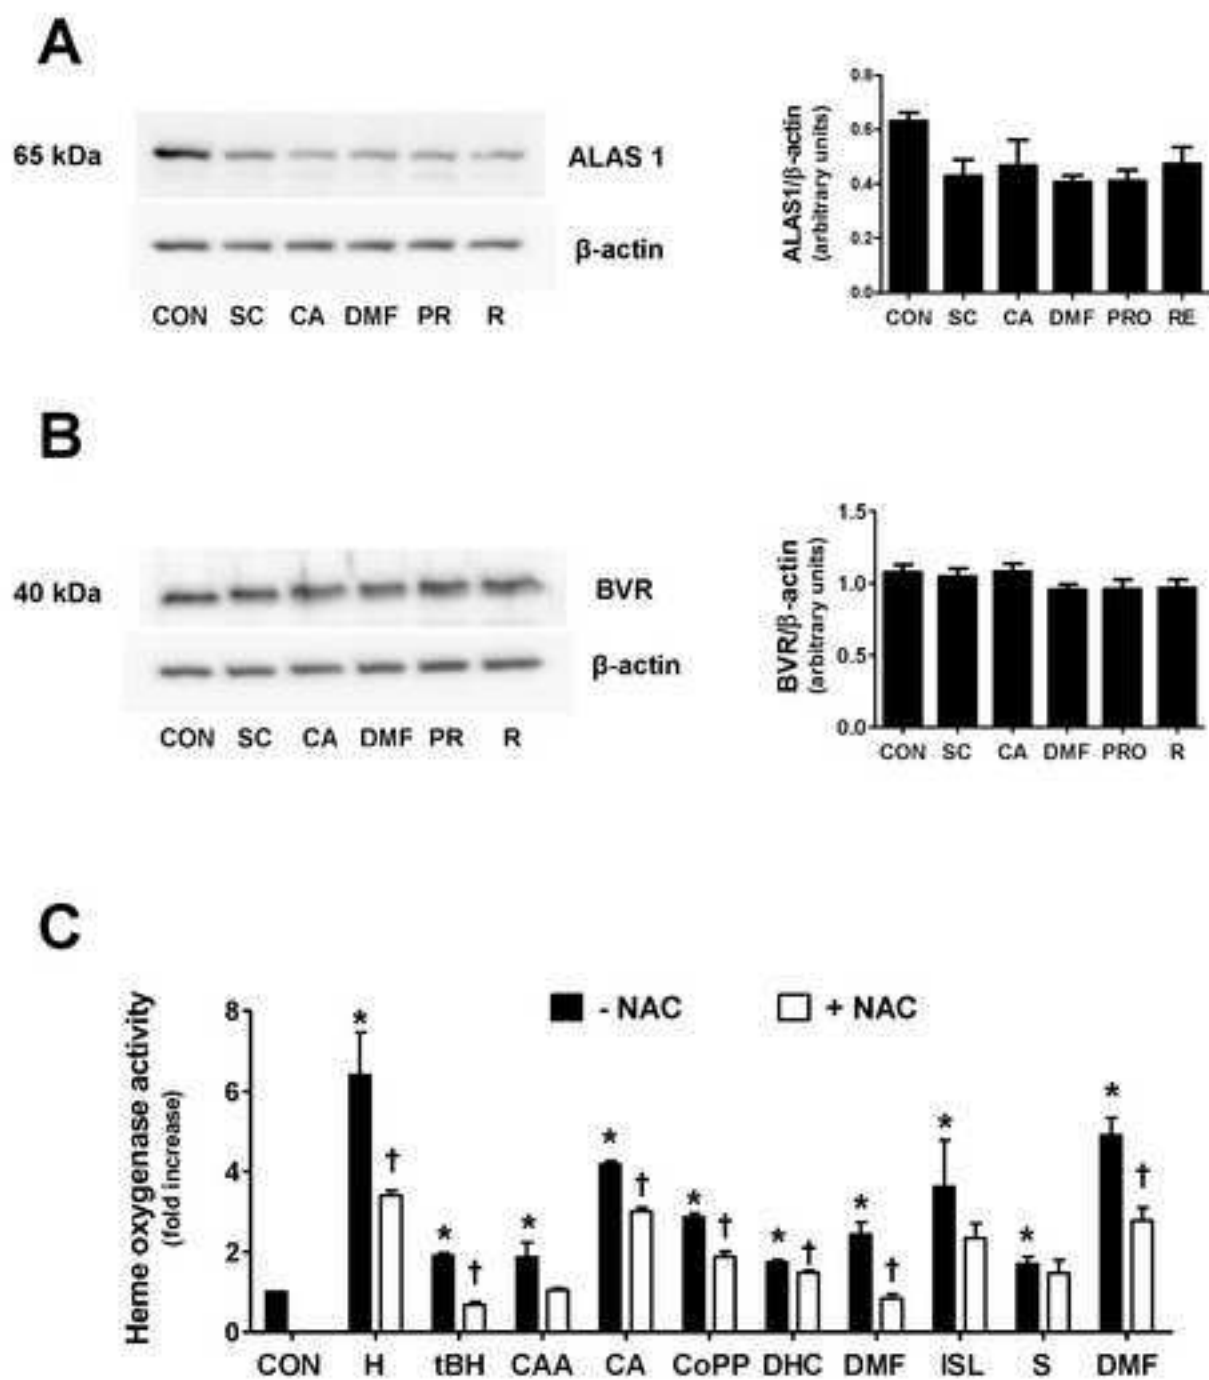 A
65 kDa
ALAS 1
β-actin
CON SC CA DMF PR R
ALAS1/β-actin
(arbitrary units)
0.8
0.6
0.4
0.2
0.0
CON SC CA DMF PRO RE
B
40 kDa
BVR
β-actin
CON SC CA DMF PR R
BVR/β-actin
(arbitrary units)
1.5
1.0
0.5
0.0
CON SC CA DMF PRO R
C
Heme oxygenase activity
(fold increase)
8
6
4
2
0
- NAC
+ NAC
* † * † * * † * † * † * † * * * †
CON H tBH CAA CA CoPP DHC DMF ISL S DMF